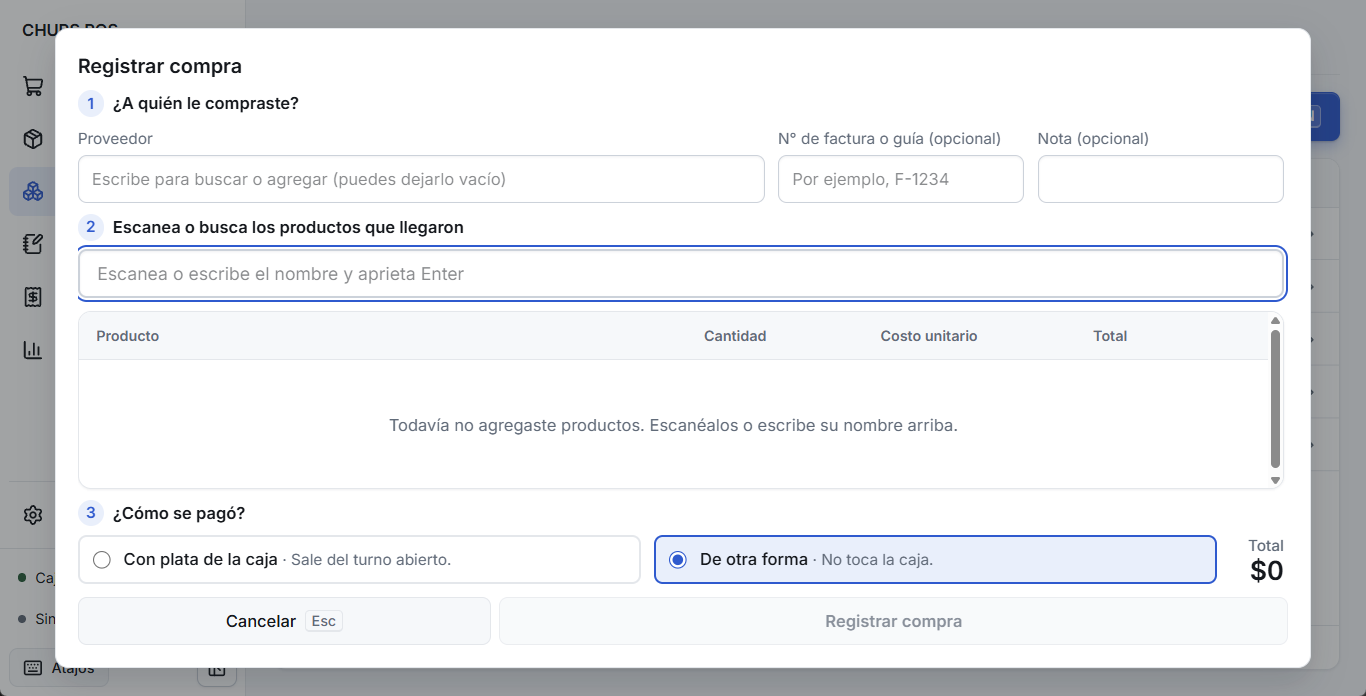 Registrar compra
1 ¿A quién le compraste?
Proveedor
N° de factura o guía (opcional)
Nota (opcional)
Escribe para buscar o agregar (puedes dejarlo vacío)
Por ejemplo, F-1234
2 Escanea o busca los productos que llegaron
Escanea o escribe el nombre y aprieta Enter
Producto Cantidad Costo unitario Total
Todavía no agregaste productos. Escanéalos o escribe su nombre arriba.
3 ¿Cómo se pagó?
Con plata de la caja · Sale del turno abierto.
De otra forma · No toca la caja.
Total
$0
Cancelar Esc
Registrar compra
Atajos